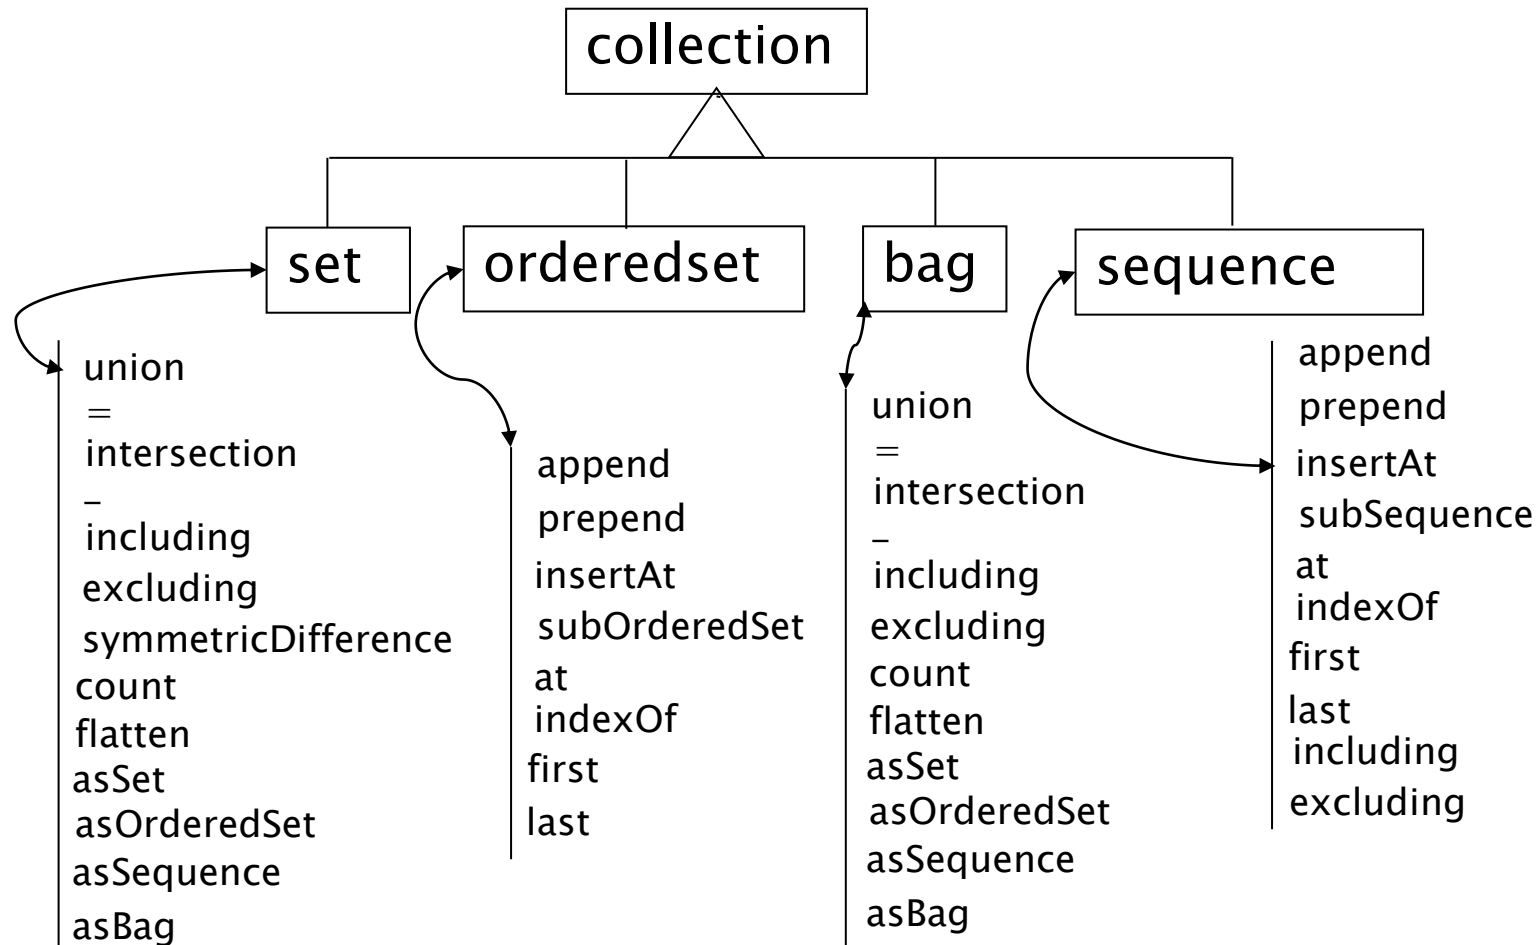 collection
set
orderedset
bag
sequence
union
=
intersection
–
including
excluding
symmetricDifference
count
flatten
asSet
asOrderedSet
asSequence
asBag
append
prepend
insertAt
subOrderedSet
at
indexOf
first
last
union
=
intersection
–
including
excluding
count
flatten
asSet
asOrderedSet
asSequence
asBag
append
prepend
insertAt
subSequence
at
indexOf
first
last
including
excluding